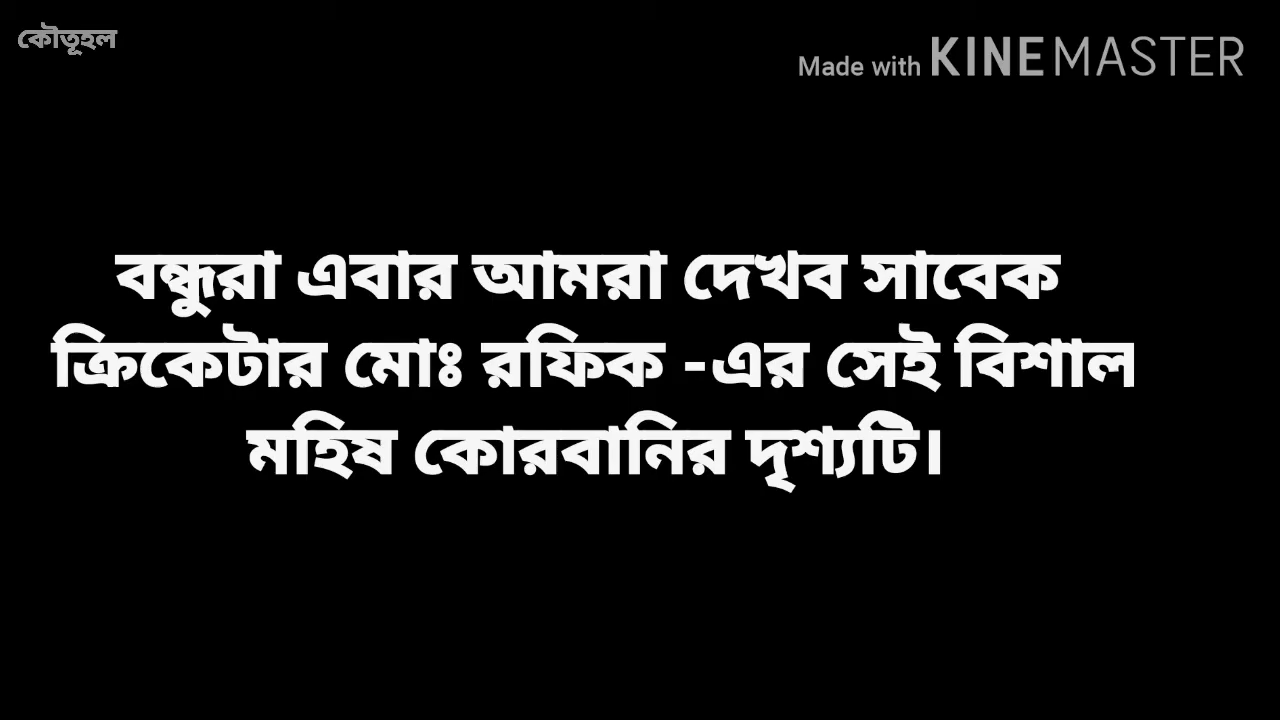 কৌতূহল
Made with KINEMASTER
বন্ধুরা এবার আমরা দেখব সাবেক
ক্রিকেটার মোঃ রফিক -এর সেই বিশাল
মহিষ কোরবানির দৃশ্যটি।